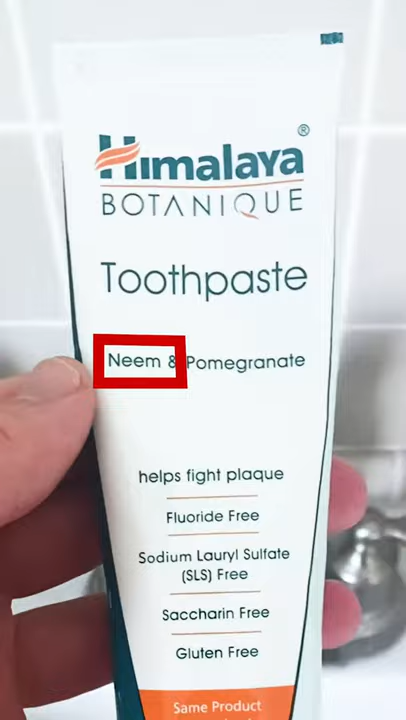 Himalaya®
BOTANIQUE
Toothpaste
Neem & Pomegranate
helps fight plaque
Fluoride Free
Sodium Lauryl Sulfate
(SLS) Free
Saccharin Free
Gluten Free
Same Product